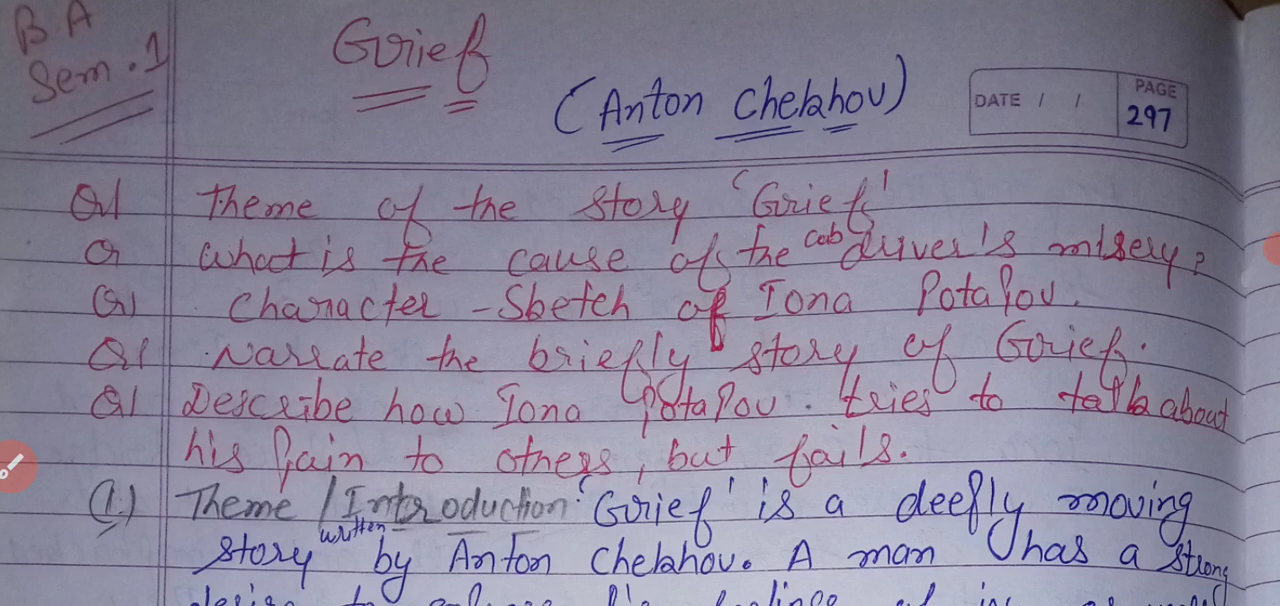 B A
Sem. 1
Grief
(Anton Chekhov)
DATE / /
PAGE
297
Q1 Theme of the story 'Grief'
Or What is the cause of the cab driver's misery?
Q1 Character-Sketch of Iona Potapov.
Q1 Narrate the briefly story of Grief.
Q1 Describe how Iona Potapov. tries to talk about
his pain to others, but fails.
(1.) Theme/Introduction: 'Grief' is a deeply moving
story written by Anton Chekhov. A man has a strong